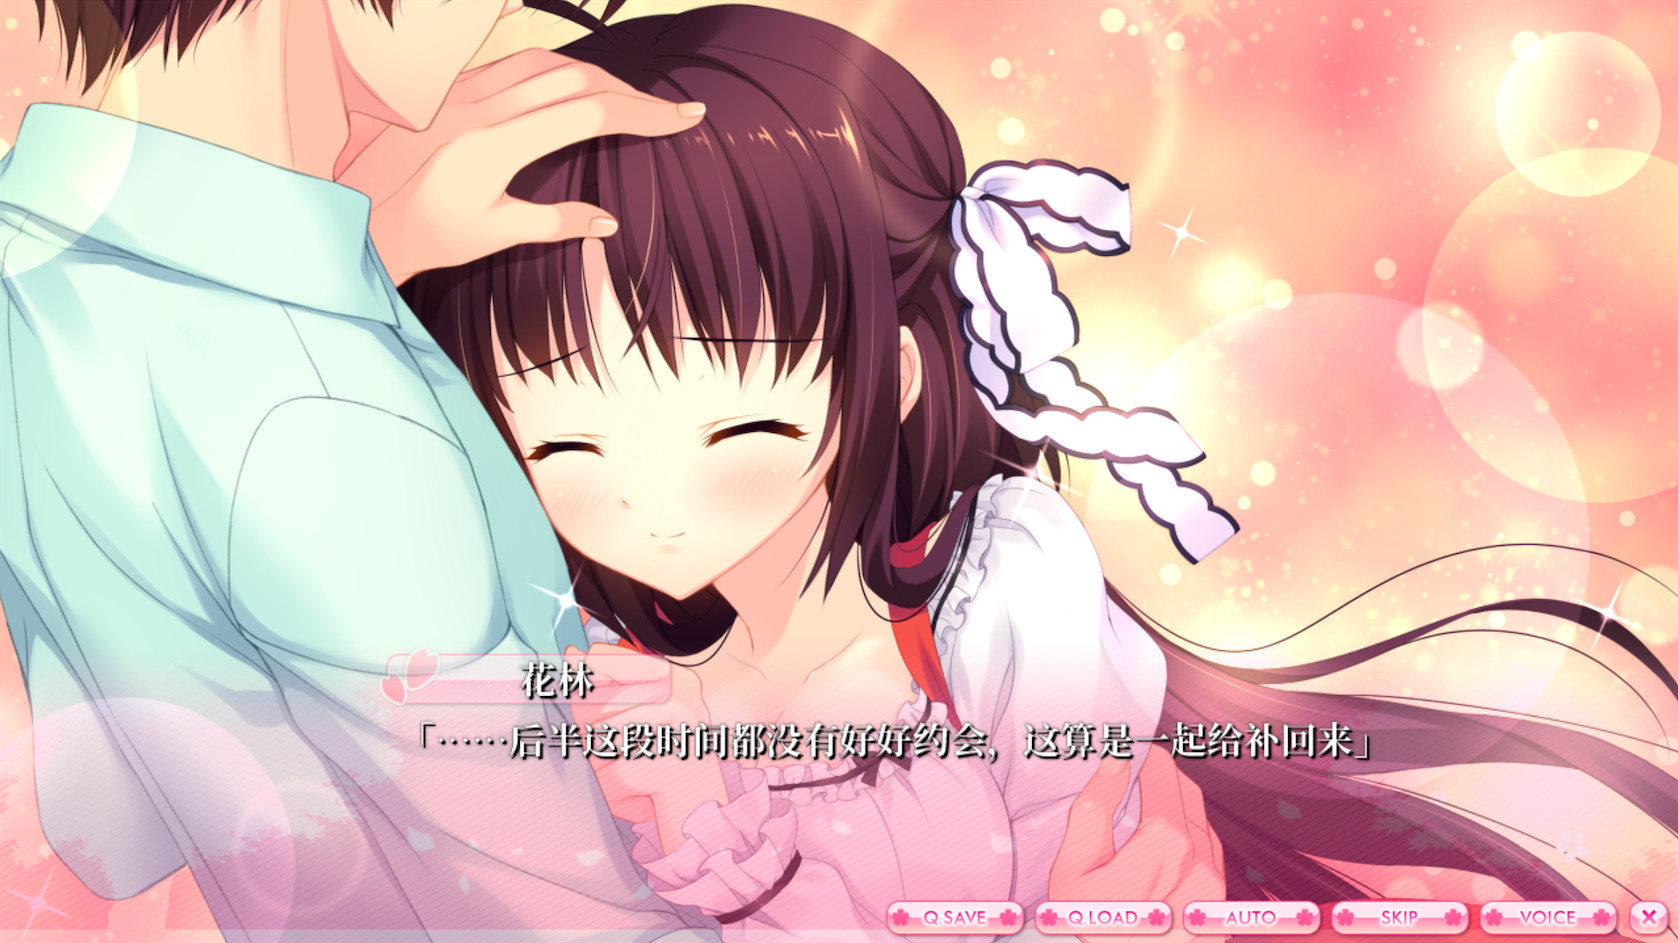 花林
「……后半这段时间都没有好好约会，这算是一起给补回来」
Q.SAVE
Q.LOAD
AUTO
SKIP
VOICE
X